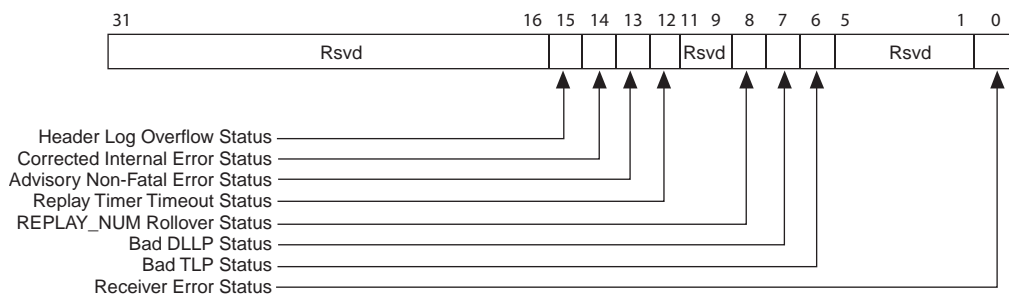 31 16 15 14 13 12 11 9 8 7 6 5 1 0
Rsvd Rsvd Rsvd
Header Log Overflow Status
Corrected Internal Error Status
Advisory Non-Fatal Error Status
Replay Timer Timeout Status
REPLAY_NUM Rollover Status
Bad DLLP Status
Bad TLP Status
Receiver Error Status